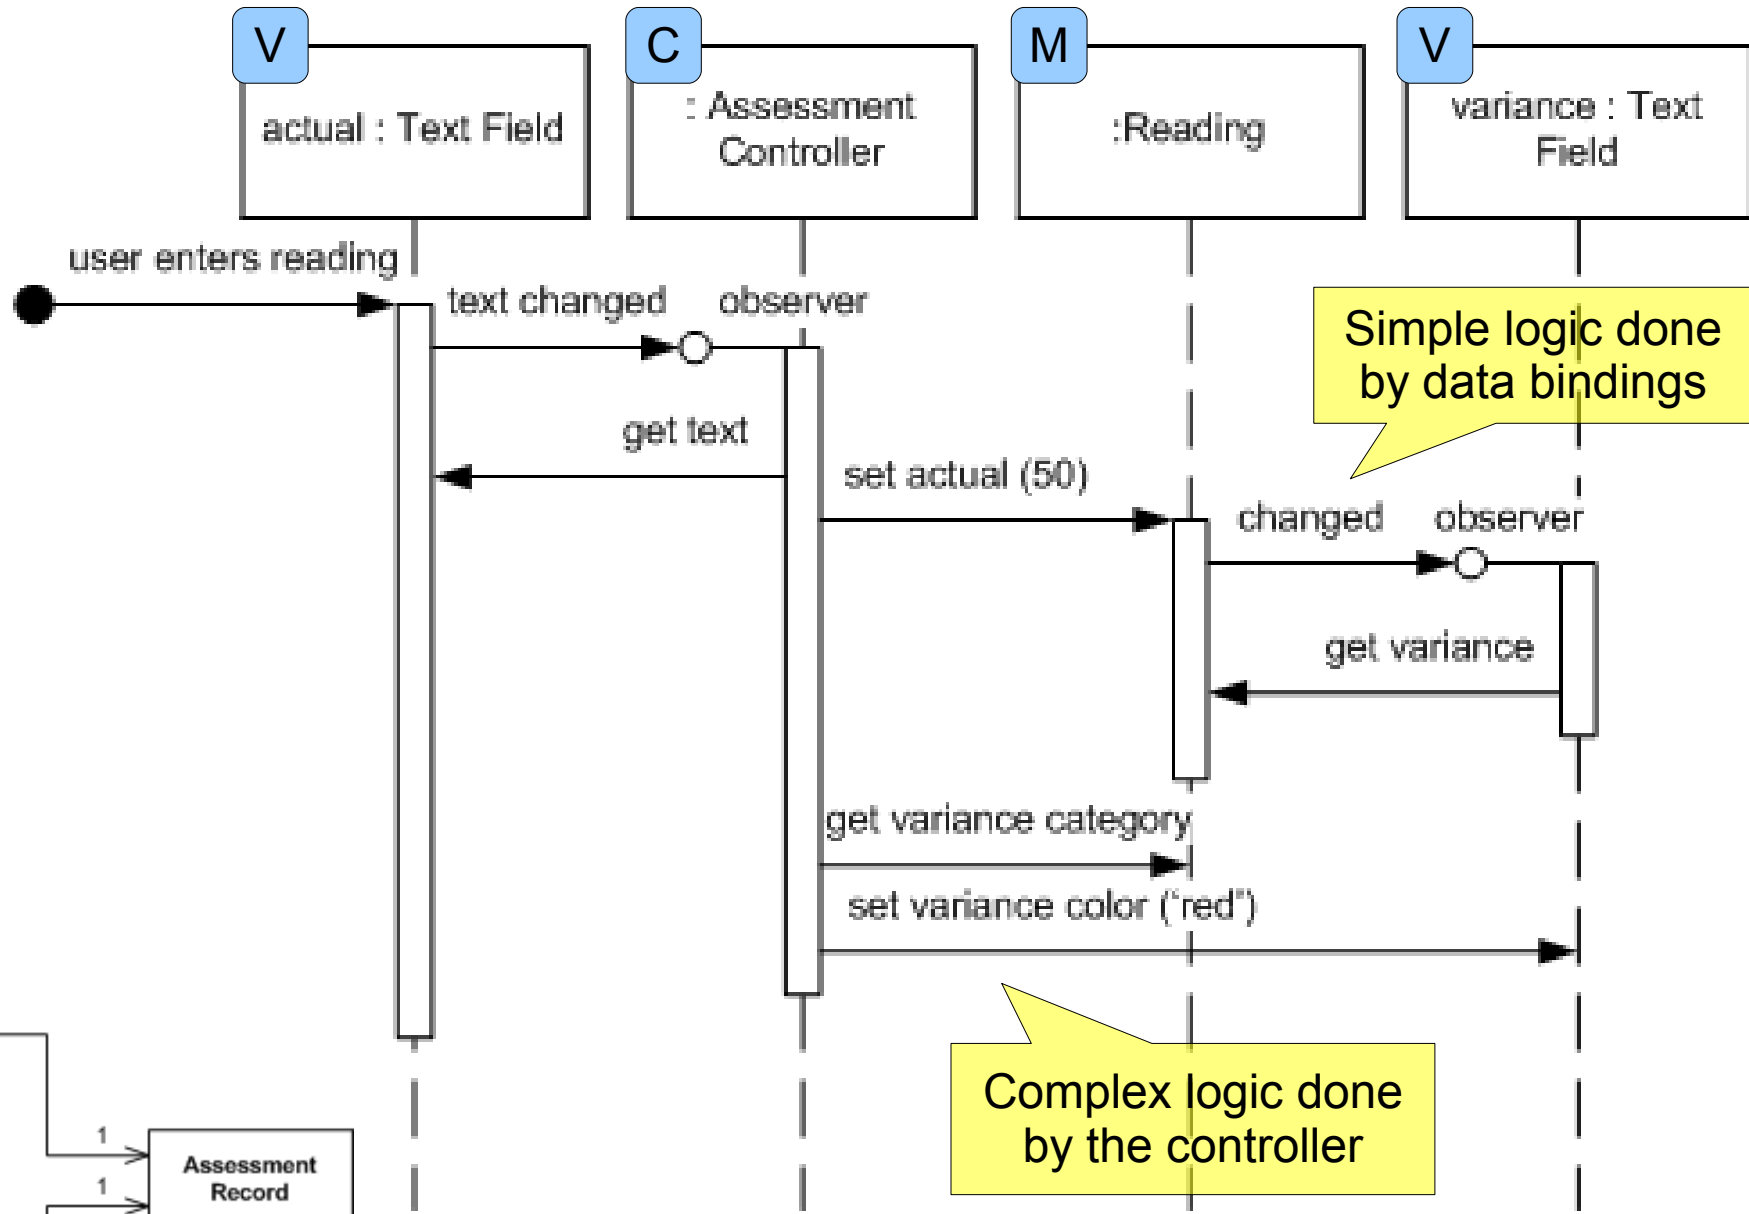 V
C
M
V
actual : Text Field
: Assessment
Controller
:Reading
variance : Text
Field
user enters reading
text changed
observer
Simple logic done
by data bindings
get text
set actual (50)
changed
observer
get variance
get variance category
set variance color ("red")
Complex logic done
by the controller
1
Assessment
Record
1